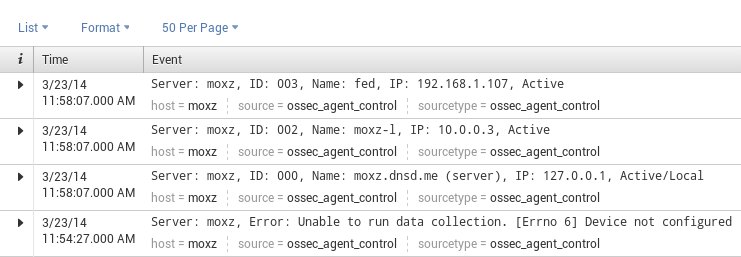 List Format 50 Per Page
i Time Event
3/23/14 Server: moxz, ID: 003, Name: fed, IP: 192.168.1.107, Active
11:58:07.000 AM host = moxz source = ossec_agent_control sourcetype = ossec_agent_control
3/23/14 Server: moxz, ID: 002, Name: moxz-l, IP: 10.0.0.3, Active
11:58:07.000 AM host = moxz source = ossec_agent_control sourcetype = ossec_agent_control
3/23/14 Server: moxz, ID: 000, Name: moxz.dnsd.me (server), IP: 127.0.0.1, Active/Local
11:58:07.000 AM host = moxz source = ossec_agent_control sourcetype = ossec_agent_control
3/23/14 Server: moxz, Error: Unable to run data collection. [Errno 6] Device not configured
11:54:27.000 AM host = moxz source = ossec_agent_control sourcetype = ossec_agent_control